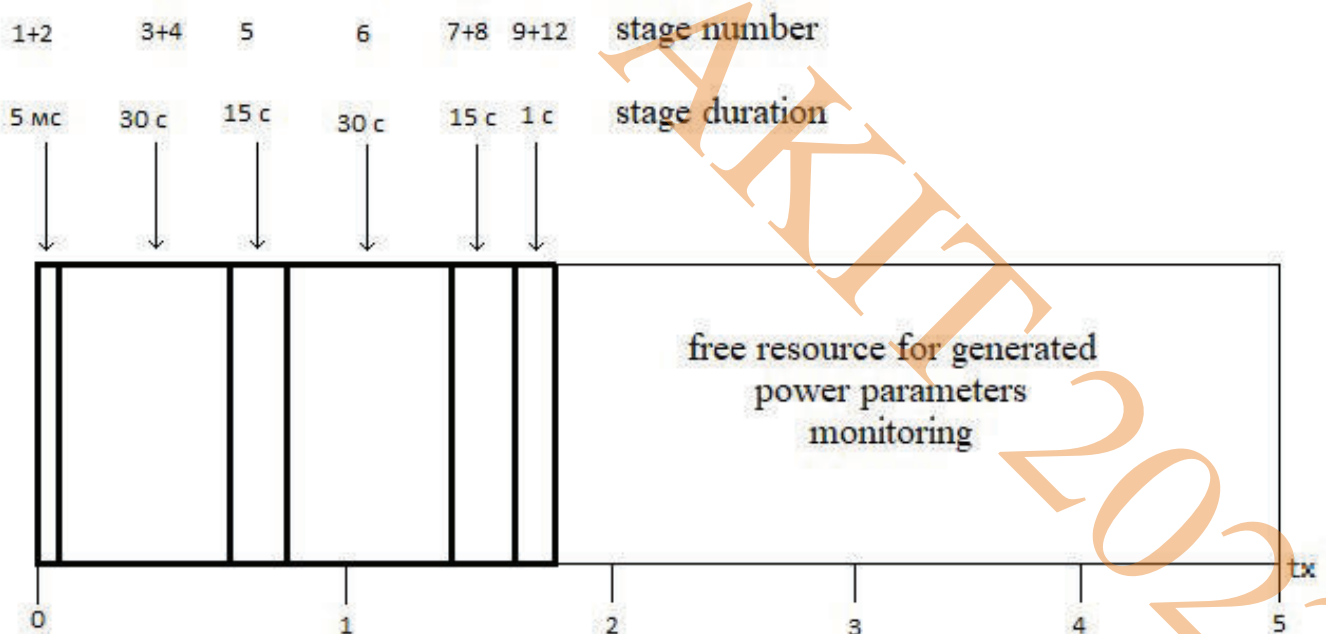 1+2 3+4 5 6 7+8 9+12 stage number
5 мс 30 с 15 с 30 с 15 с 1 с stage duration
free resource for generated
power parameters
monitoring
tx
0 1 2 3 4 5
AKIT 202